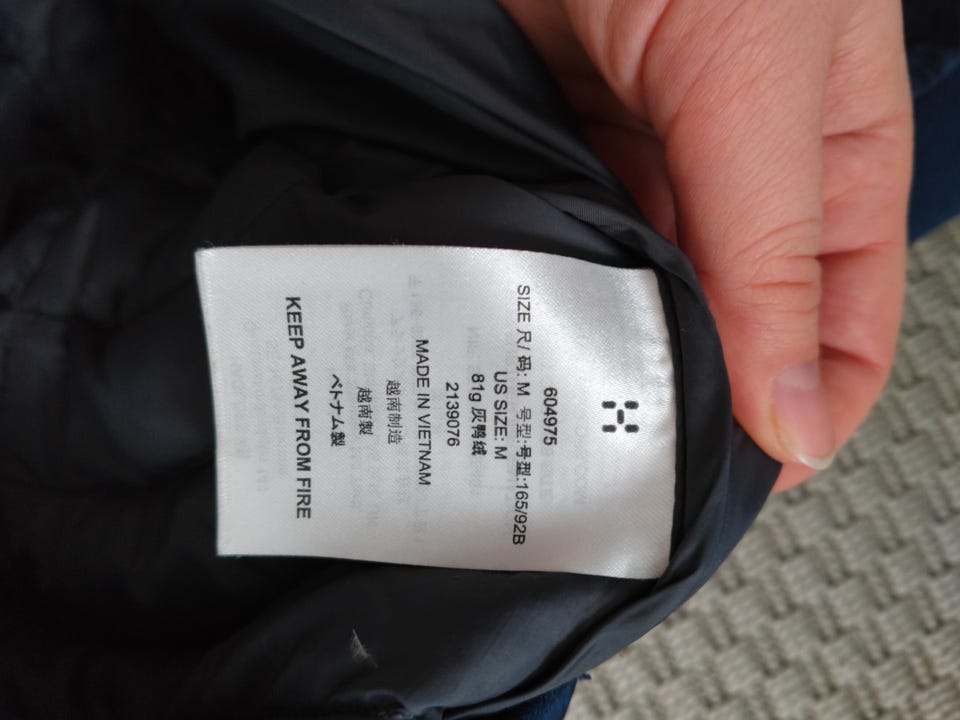 604975
SIZE 尺/ 码: M 号型:号型:165/92B
US SIZE: M
81g 灰鸭绒
2139076
MADE IN VIETNAM
越南制造
越南製
ベトナム製
KEEP AWAY FROM FIRE